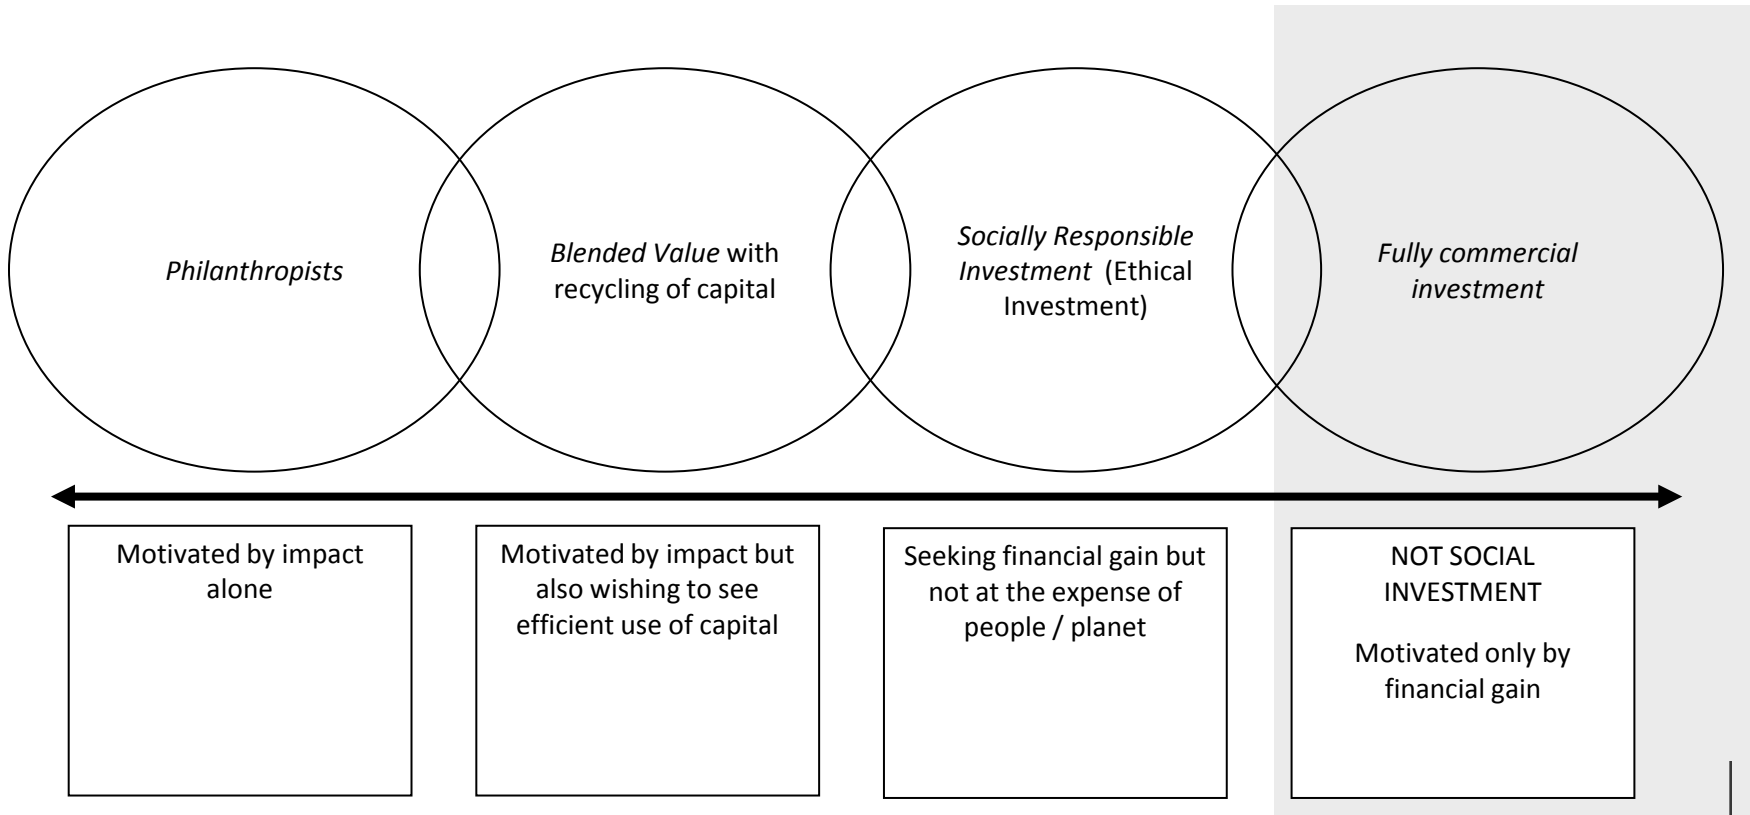 Philanthropists
Blended Value with
recycling of capital
Socially Responsible
Investment (Ethical
Investment)
Fully commercial
investment
Motivated by impact
alone
Motivated by impact but
also wishing to see
efficient use of capital
Seeking financial gain but
not at the expense of
people / planet
NOT SOCIAL
INVESTMENT
Motivated only by
financial gain